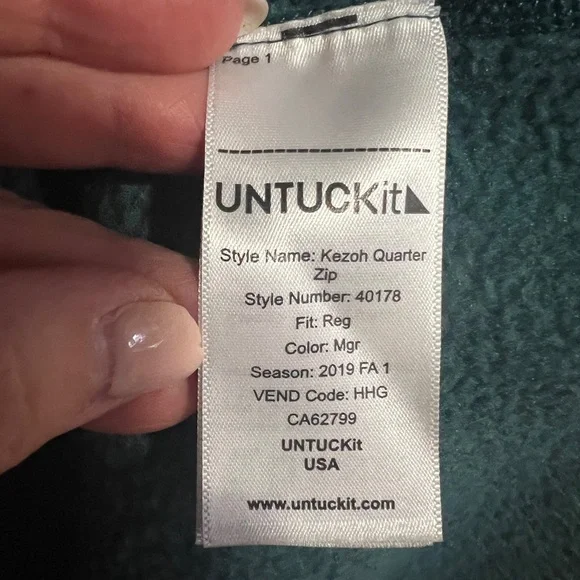 Page 1
UNTUCKit
Style Name: Kezoh Quarter
Zip
Style Number: 40178
Fit: Reg
Color: Mgr
Season: 2019 FA 1
VEND Code: HHG
CA62799
UNTUCKit
USA
www.untuckit.com